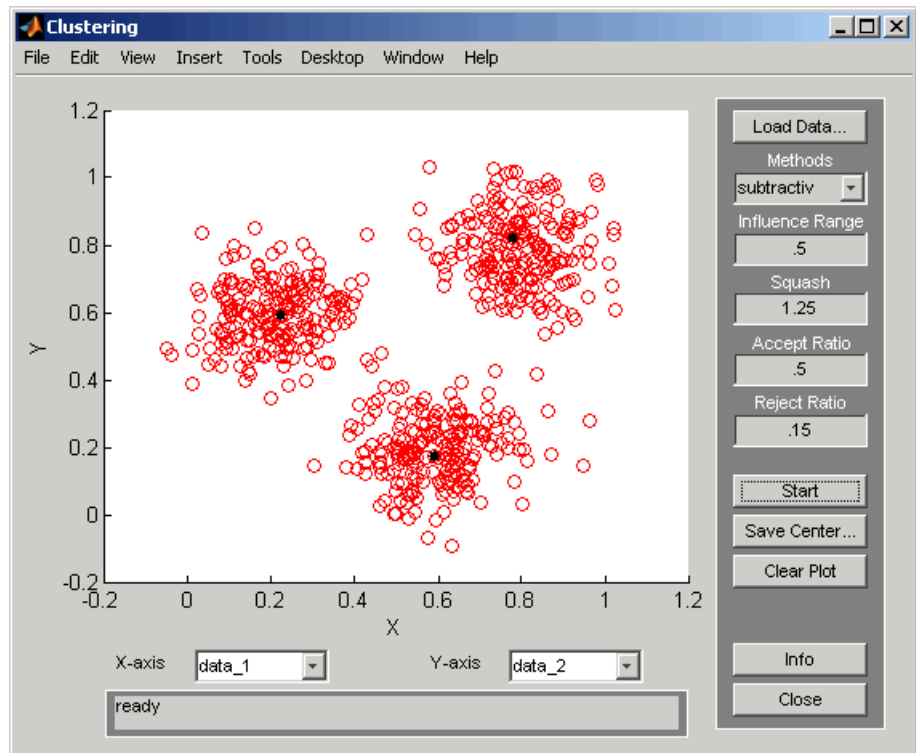 Clustering
File Edit View Insert Tools Desktop Window Help
1.2
1
0.8
0.6
0.4
0.2
0
-0.2
Y
-0.2 0 0.2 0.4 0.6 0.8 1 1.2
X
X-axis data_1 Y-axis data_2
ready
Load Data...
Methods
subtractiv
Influence Range
.5
Squash
1.25
Accept Ratio
.5
Reject Ratio
.15
Start
Save Center...
Clear Plot
Info
Close